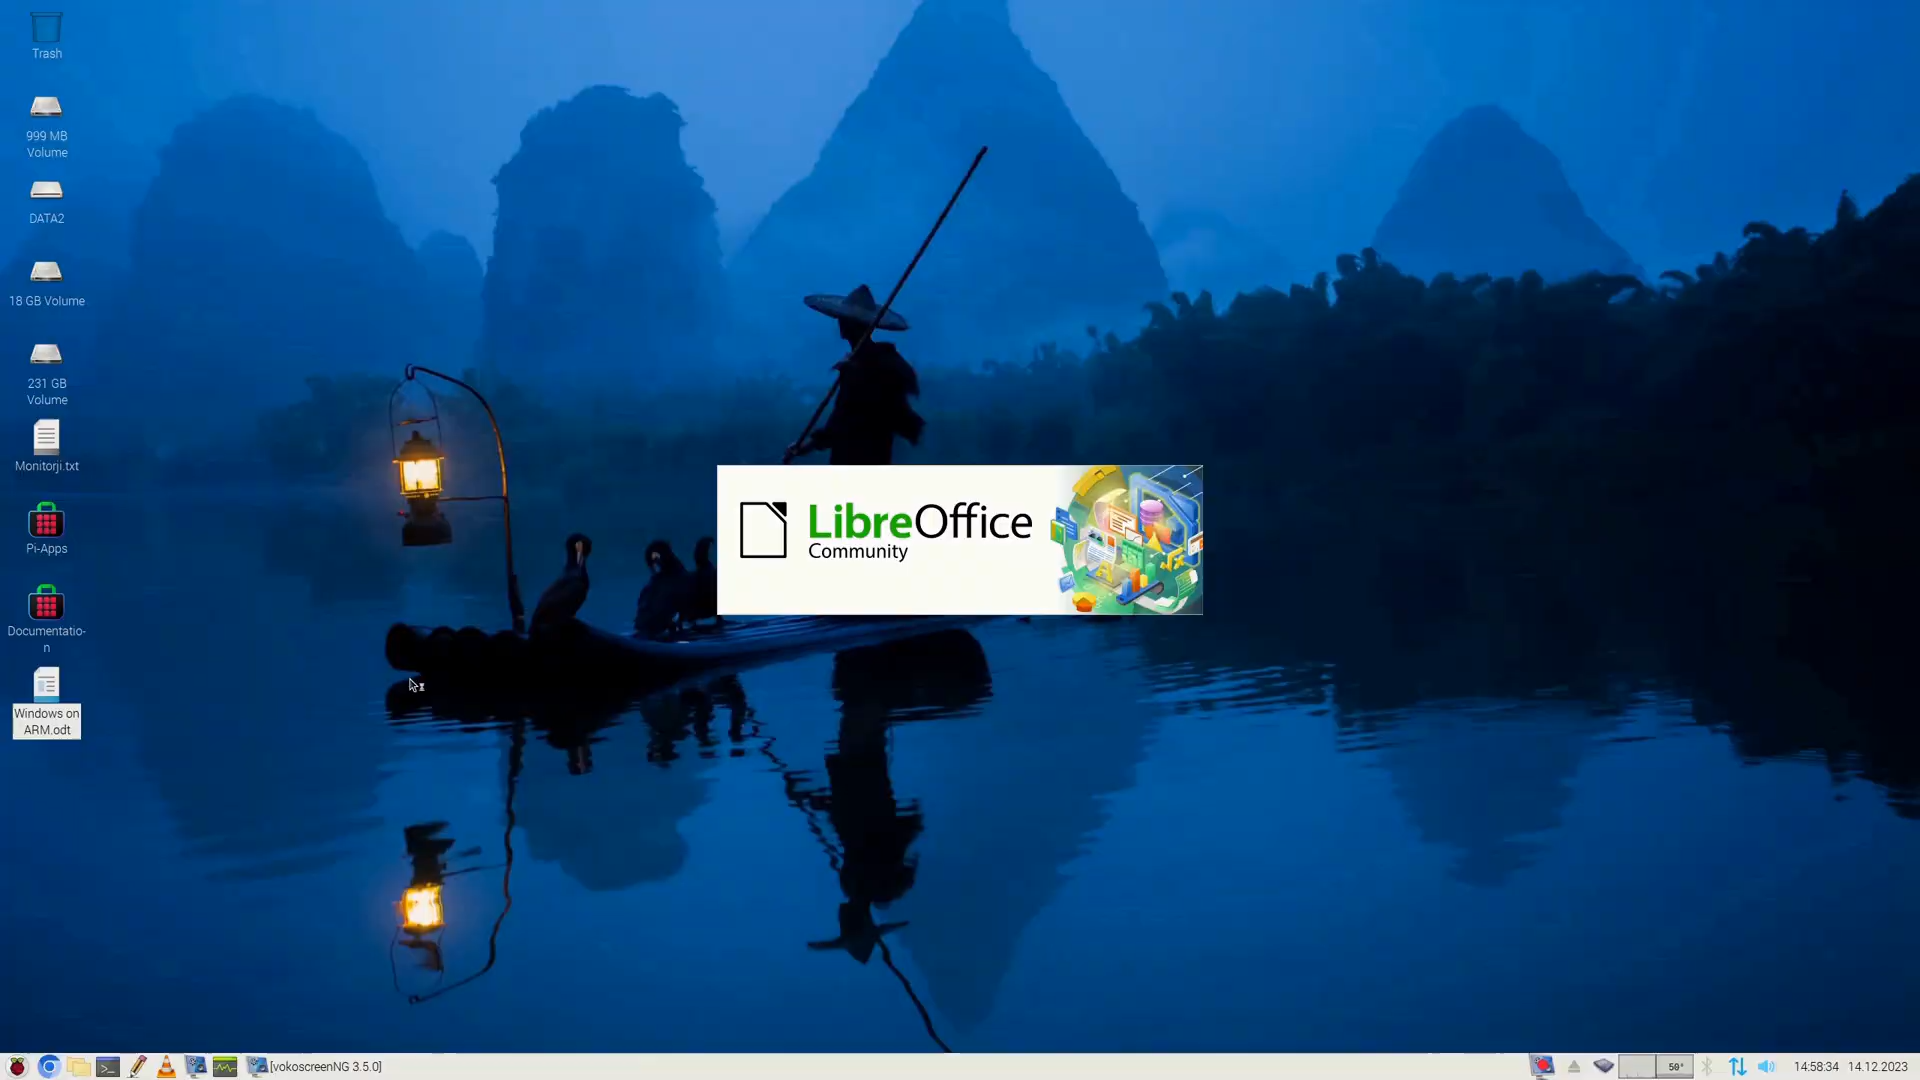 Trash
999 MB
Volume
DATA2
18 GB Volume
231 GB
Volume
Monitorji.txt
Pi-Apps
Documentatio-
n
Windows on
ARM.odt
LibreOffice
Community
[vokoscreenNG 3.5.0]
50°
14:58:34
14.12.2023